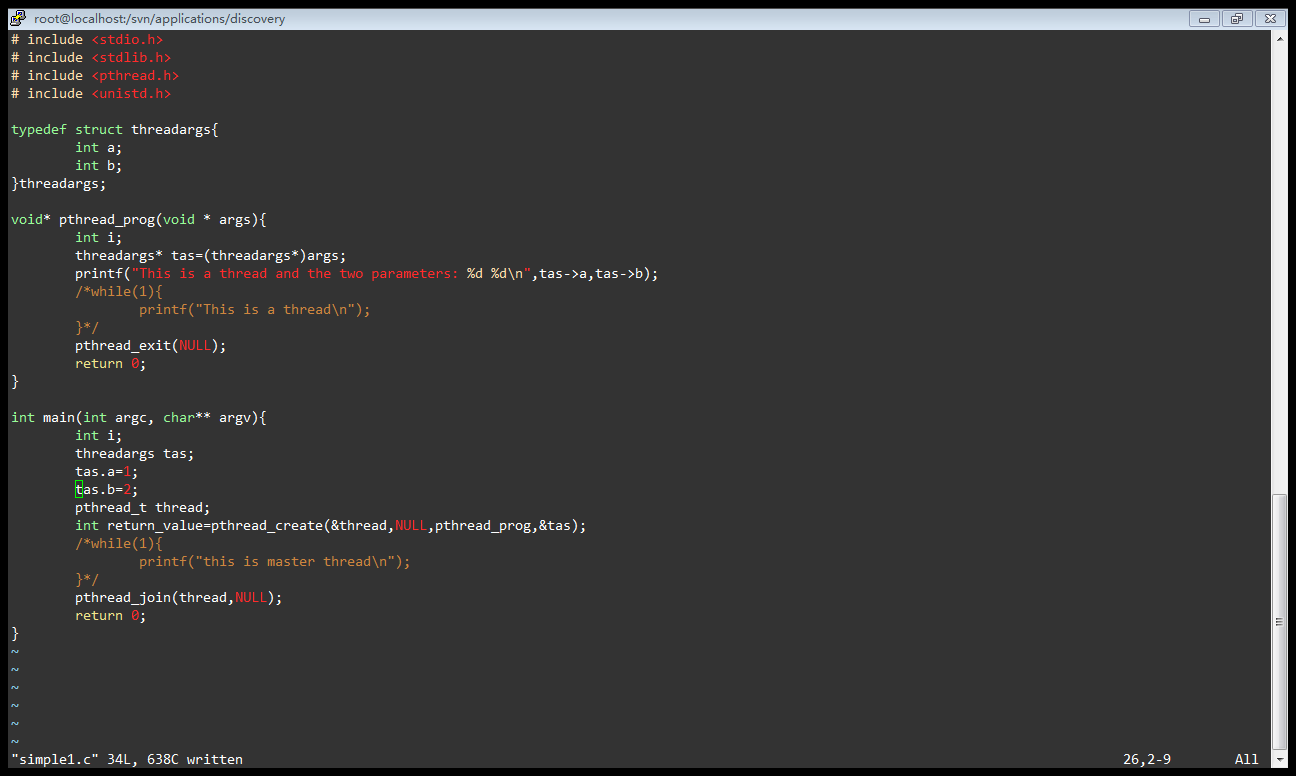 root@localhost:/svn/applications/discovery
# include <stdio.h>
# include <stdlib.h>
# include <pthread.h>
# include <unistd.h>

typedef struct threadargs{
        int a;
        int b;
}threadargs;

void* pthread_prog(void * args){
        int i;
        threadargs* tas=(threadargs*)args;
        printf("This is a thread and the two parameters: %d %d\n",tas->a,tas->b);
        /*while(1){
                printf("This is a thread\n");
        }*/
        pthread_exit(NULL);
        return 0;
}

int main(int argc, char** argv){
        int i;
        threadargs tas;
        tas.a=1;
        tas.b=2;
        pthread_t thread;
        int return_value=pthread_create(&thread,NULL,pthread_prog,&tas);
        /*while(1){
                printf("this is master thread\n");
        }*/
        pthread_join(thread,NULL);
        return 0;
}
~
~
~
~
~
~
"simple1.c" 34L, 638C written 26,2-9 All